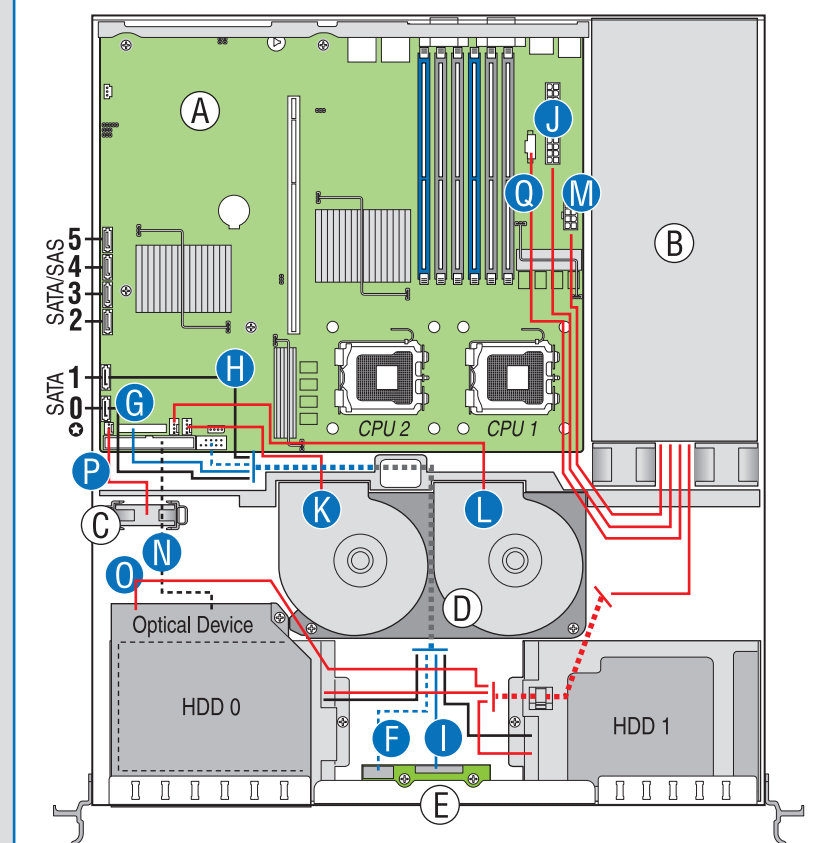 A
J
Q
M
B
SATA/SAS
5
4
3
2
SATA
1
0
H
G
CPU 2
CPU 1
P
K
L
C
N
O
D
Optical Device
HDD 0
HDD 1
F
I
E